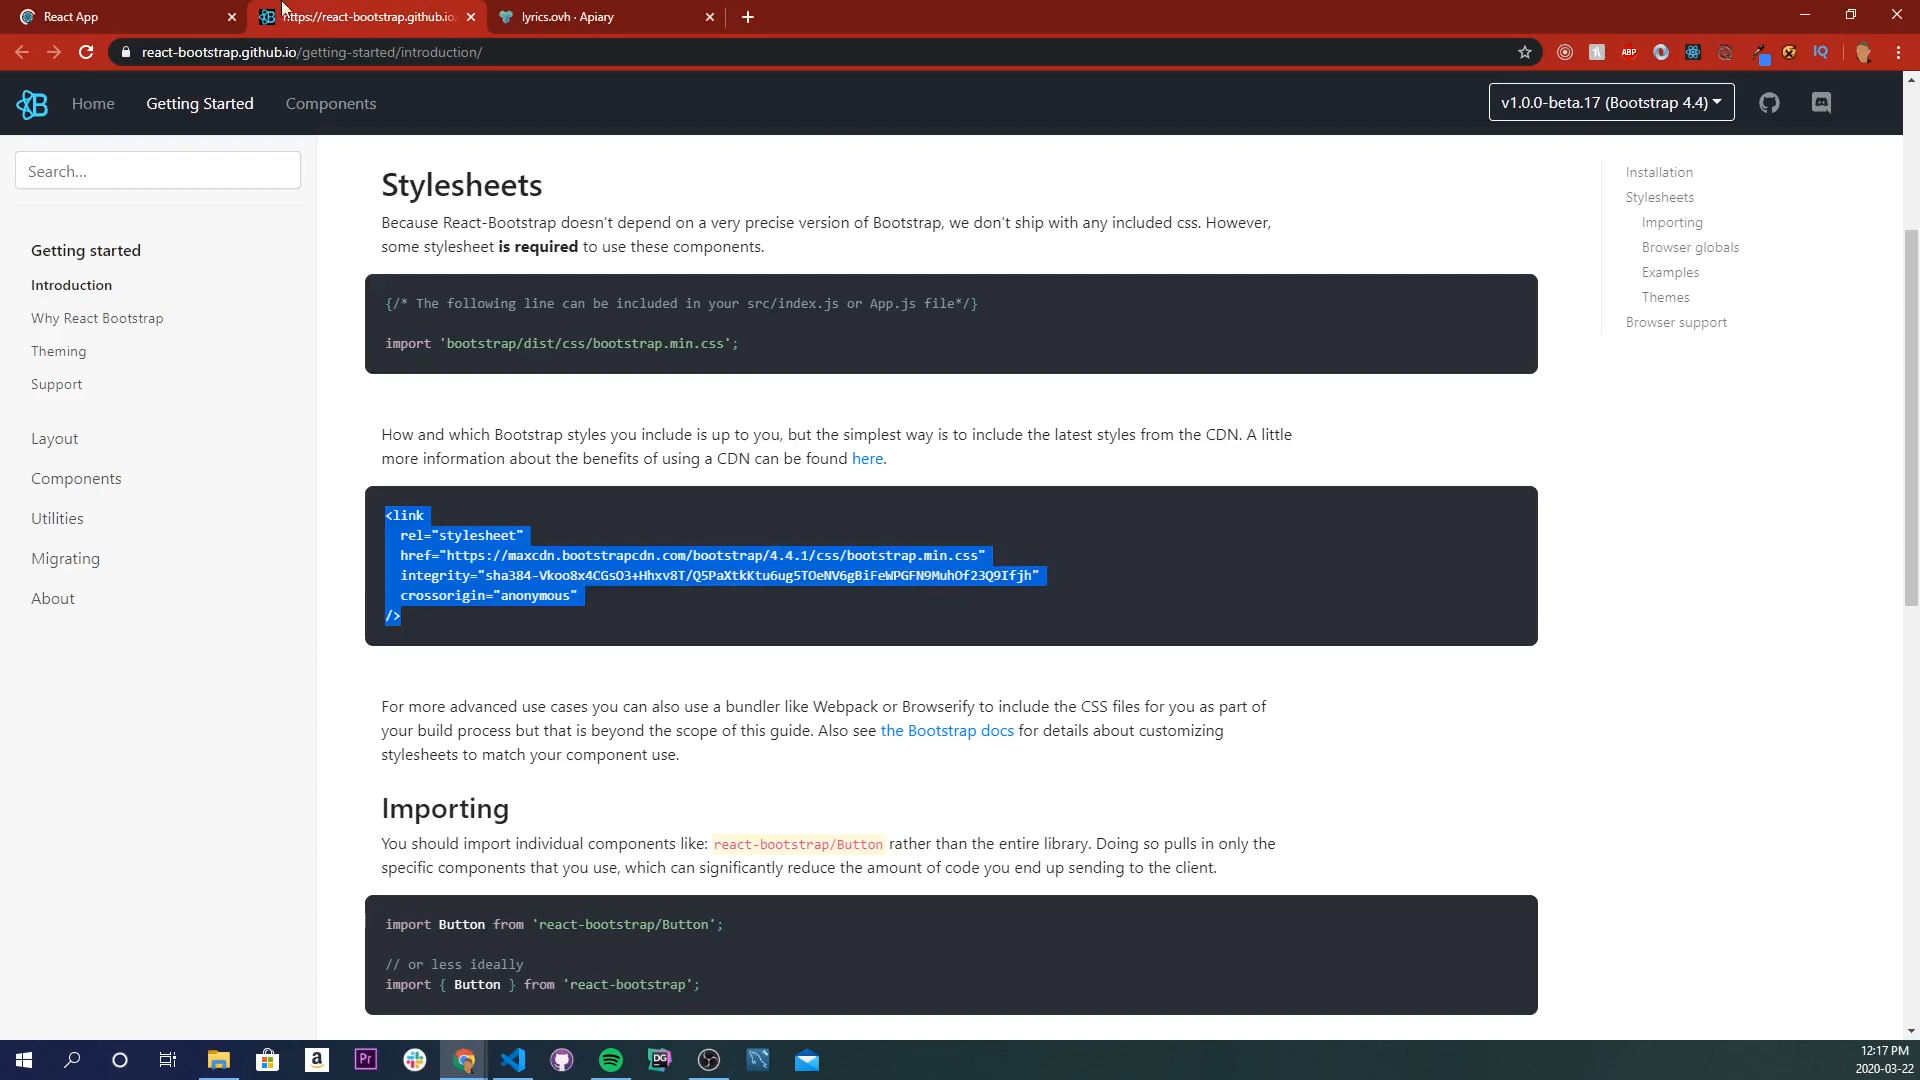 React App
https://react-bootstrap.github.io/
lyrics.ovh · Apiary
react-bootstrap.github.io/getting-started/introduction/
ABP
IQ
Home
Getting Started
Components
v1.0.0-beta.17 (Bootstrap 4.4)
Search...
Getting started
Introduction
Why React Bootstrap
Theming
Support
Layout
Components
Utilities
Migrating
About
Stylesheets
Because React-Bootstrap doesn't depend on a very precise version of Bootstrap, we don't ship with any included css. However,
some stylesheet is required to use these components.
{/* The following line can be included in your src/index.js or App.js file*/}
import 'bootstrap/dist/css/bootstrap.min.css';
How and which Bootstrap styles you include is up to you, but the simplest way is to include the latest styles from the CDN. A little
more information about the benefits of using a CDN can be found here.
<link
rel="stylesheet"
href="https://maxcdn.bootstrapcdn.com/bootstrap/4.4.1/css/bootstrap.min.css"
integrity="sha384-Vkoo8x4CGsO3+Hhxv8T/Q5PaXtkKtu6ug5TOeNV6gBiFeWPGFN9MuhOf23Q9Ifjh"
crossorigin="anonymous"
/>
For more advanced use cases you can also use a bundler like Webpack or Browserify to include the CSS files for you as part of
your build process but that is beyond the scope of this guide. Also see the Bootstrap docs for details about customizing
stylesheets to match your component use.
Importing
You should import individual components like: react-bootstrap/Button rather than the entire library. Doing so pulls in only the
specific components that you use, which can significantly reduce the amount of code you end up sending to the client.
import Button from 'react-bootstrap/Button';
// or less ideally
import { Button } from 'react-bootstrap';
Installation
Stylesheets
Importing
Browser globals
Examples
Themes
Browser support
Pr
DG
12:17 PM
2020-03-22